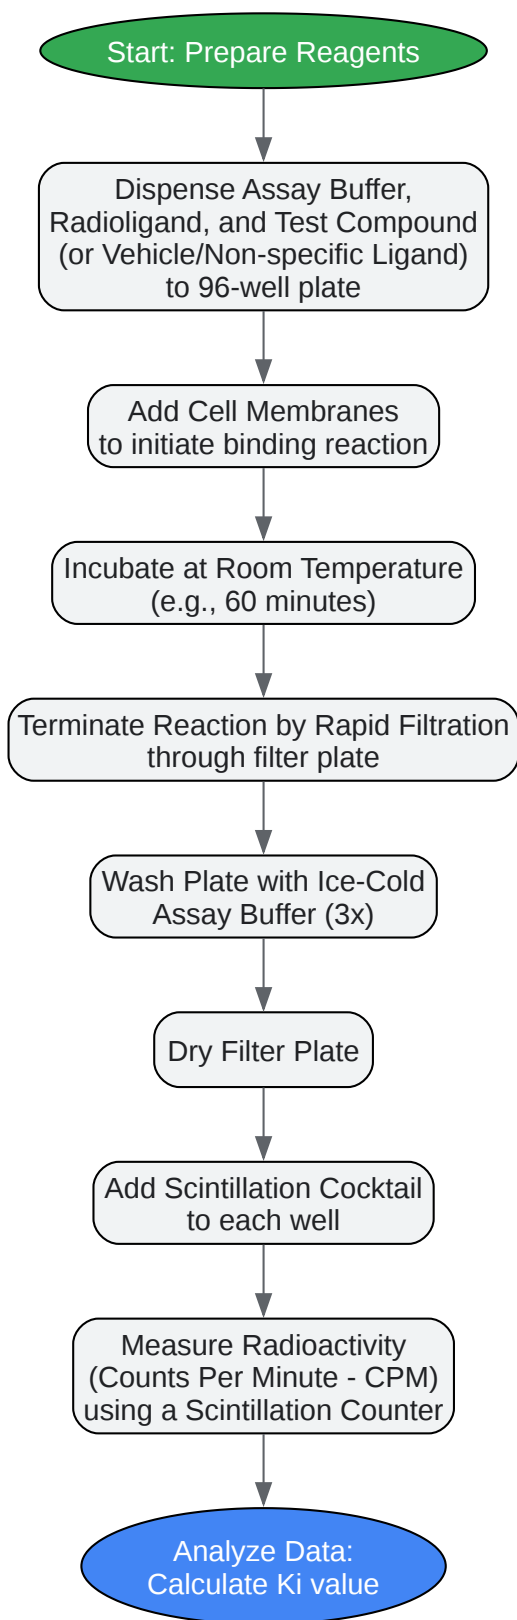 Start: Prepare Reagents
Dispense Assay Buffer,
Radioligand, and Test Compound
(or Vehicle/Non-specific Ligand)
to 96-well plate
Add Cell Membranes
to initiate binding reaction
Incubate at Room Temperature
(e.g., 60 minutes)
Terminate Reaction by Rapid Filtration
through filter plate
Wash Plate with Ice-Cold
Assay Buffer (3x)
Dry Filter Plate
Add Scintillation Cocktail
to each well
Measure Radioactivity
(Counts Per Minute - CPM)
using a Scintillation Counter
Analyze Data:
Calculate Ki value